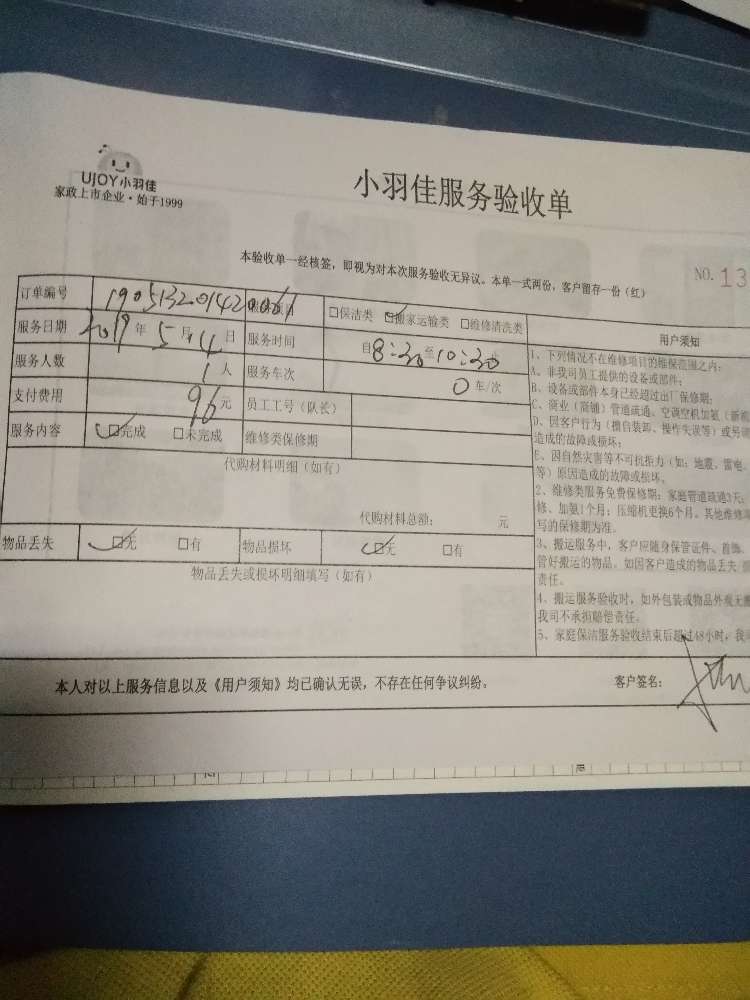 UJOY小羽佳
家政上市企业·始于1999
小羽佳服务验收单
本验收单一经核签，即视为对本次服务验收无异议。本单一式两份，客户留存一份（红）
NO. 13
订单编号 190513201420001 □保洁类 ☑搬家运输类 □维修清洗类
服务日期 2019年5月14日 服务时间 自8:30至10:30
服务人数 1人 服务车次 0车/次
支付费用 96元 员工工号（队长）
服务内容 ☑完成 □未完成 维修类保修期
代购材料明细（如有）
代购材料总额： 元
物品丢失 ☑无 □有 物品损坏 ☑无 □有
物品丢失或损坏明细填写（如有）
用户须知
1、下列情况不在维修项目的维保范围之内：
A、非我司员工提供的设备或部件；
B、设备或部件本身已经超过出厂保修期；
C、商业（商铺）管道疏通、空调空机加氟（新
D、因客户行为（擅自装卸、操作失误等）或另
造成的故障或损坏；
E、因自然灾害等不可抗拒力（如：地震、雷电
等）原因造成的故障或损坏。
2、维修类服务免费保修期：家庭管道疏通3天；
修、加氟1个月；压缩机更换6个月。其他维修
写的保修期为准。
3、搬运服务中，客户应随身保管证件、首饰
管好搬运的物品。如因客户造成的物品丢失
责任。
4、搬运服务验收时，如外包装或物品外观无
我司不承担赔偿责任。
5、家庭保洁服务验收结束后超过48小时，我
本人对以上服务信息以及《用户须知》均已确认无误，不存在任何争议纠纷。
客户签名：